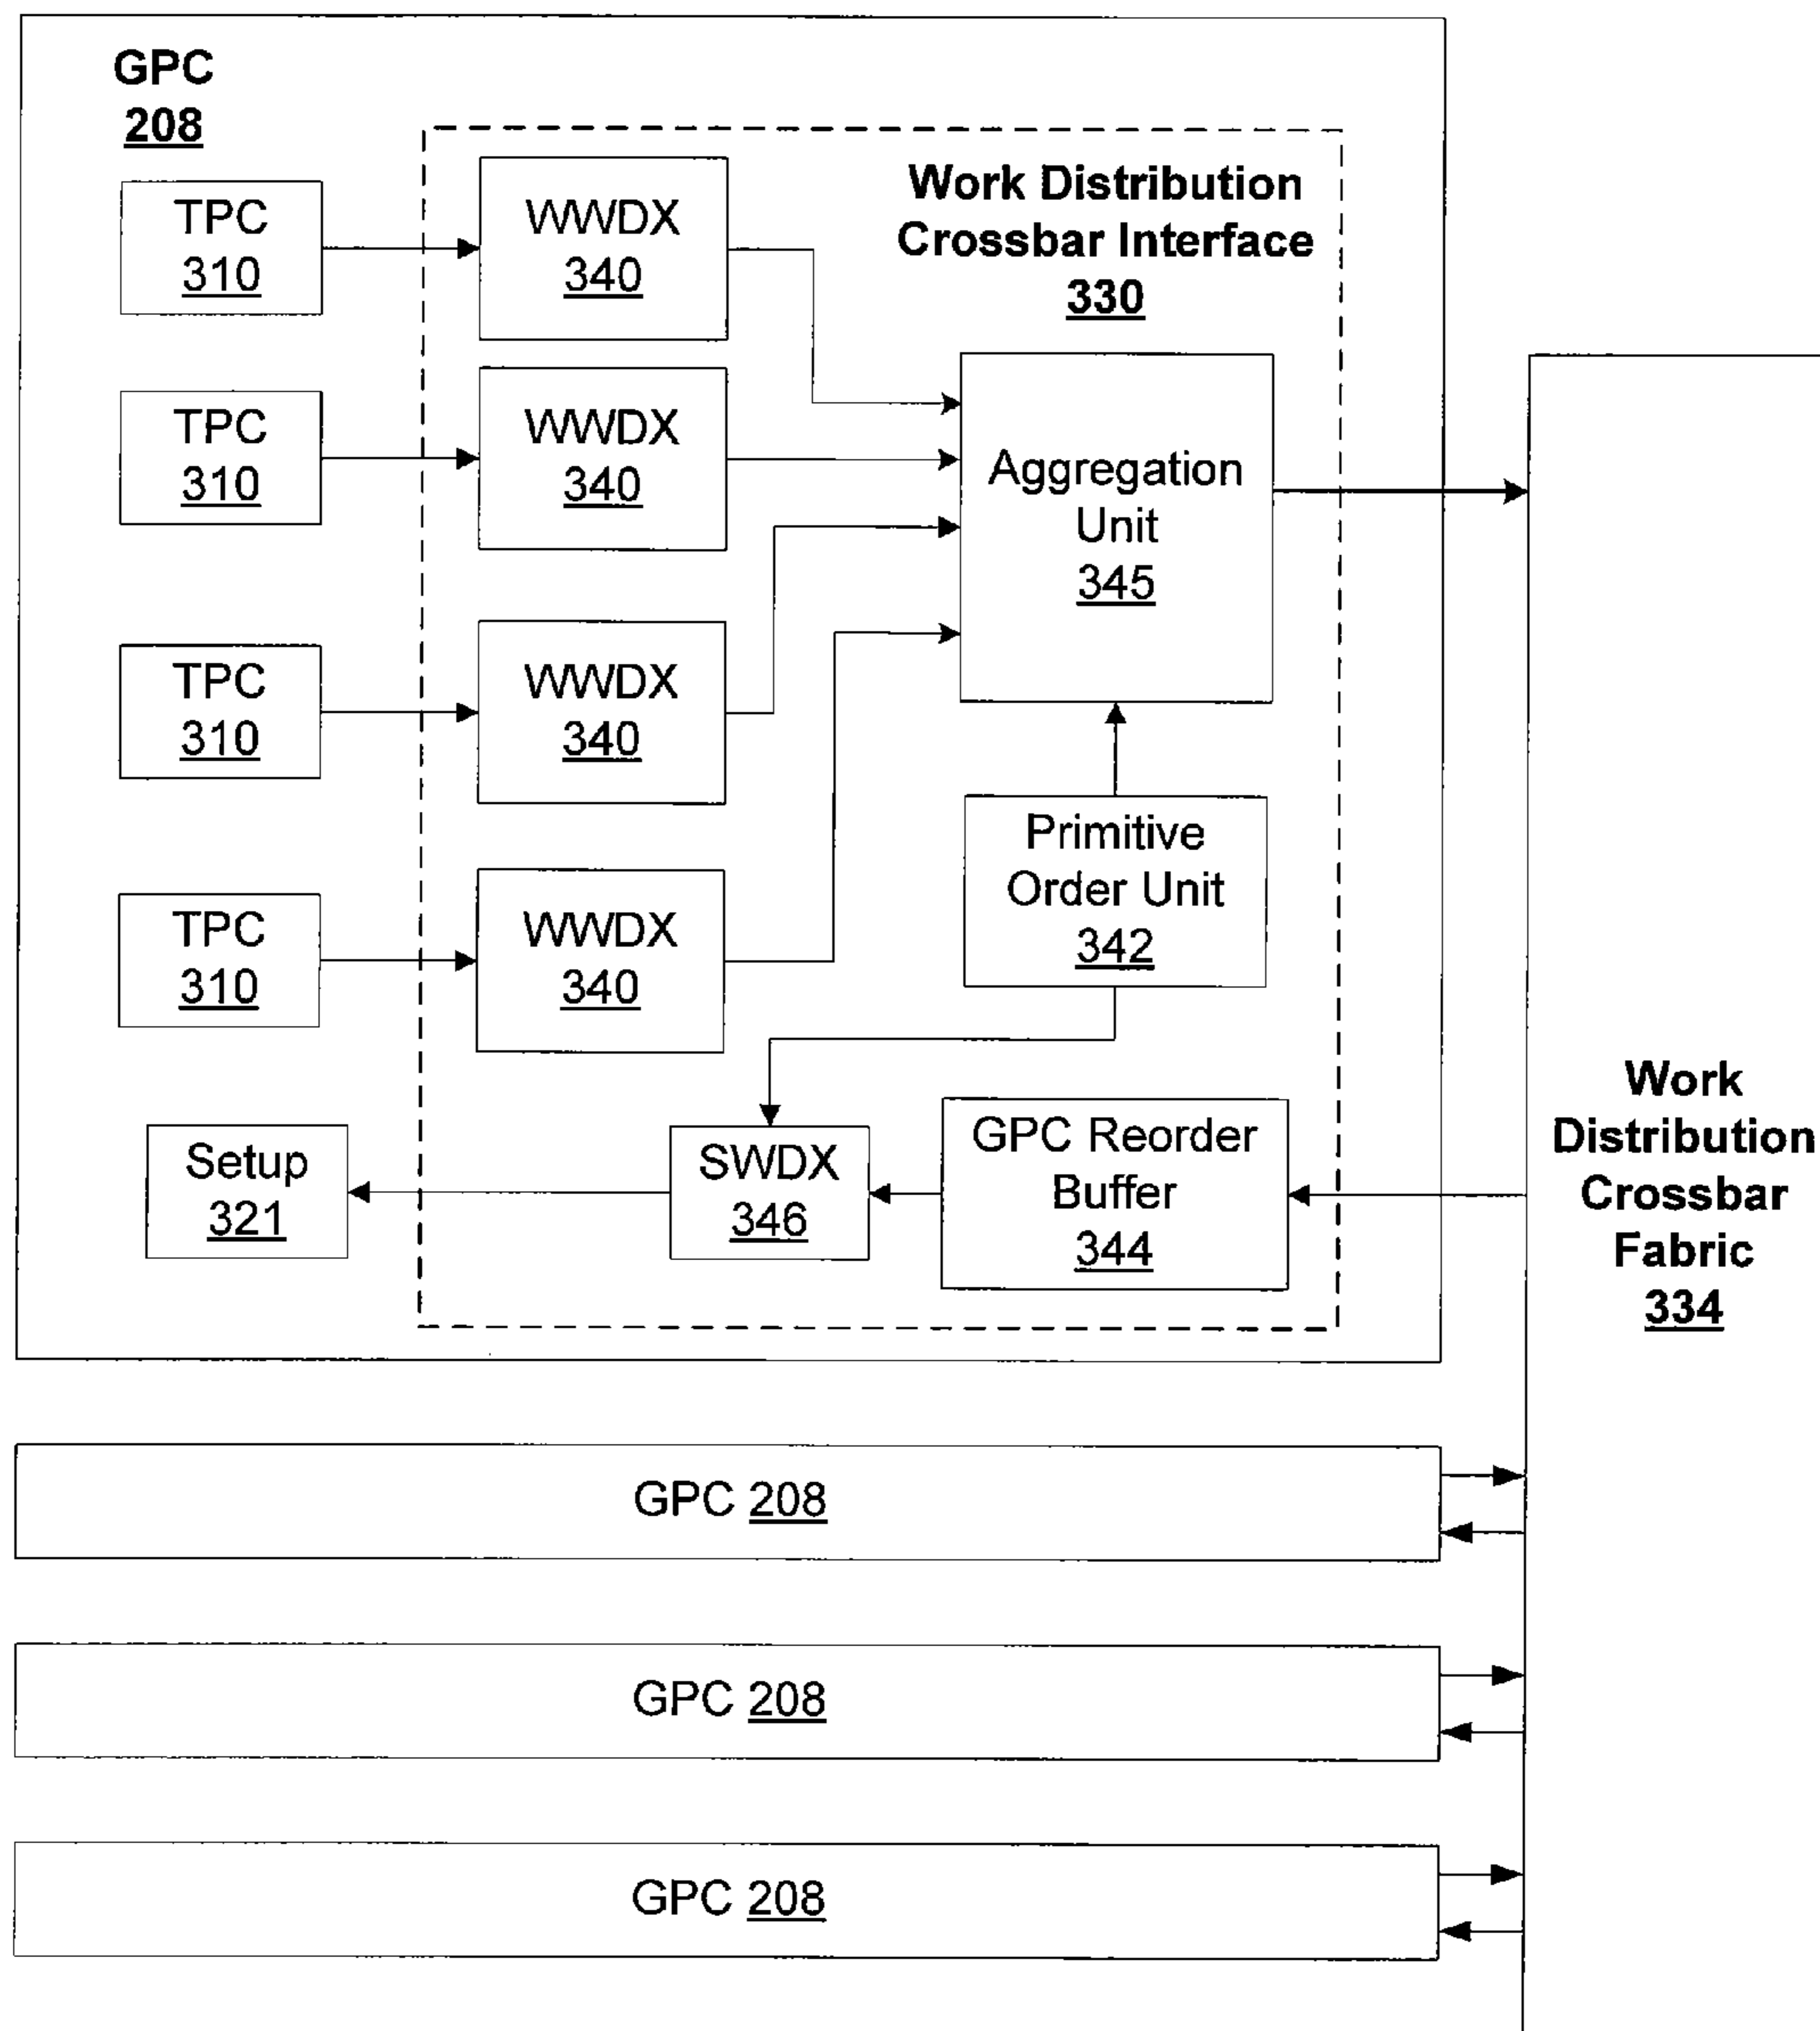 GPC
208
Work Distribution
Crossbar Interface
330
TPC
310
WWDX
340
TPC
310
WWDX
340
Aggregation
Unit
345
TPC
310
WWDX
340
Primitive
Order Unit
342
TPC
310
WWDX
340
Setup
321
SWDX
346
GPC Reorder
Buffer
344
Work
Distribution
Crossbar
Fabric
334
GPC 208
GPC 208
GPC 208